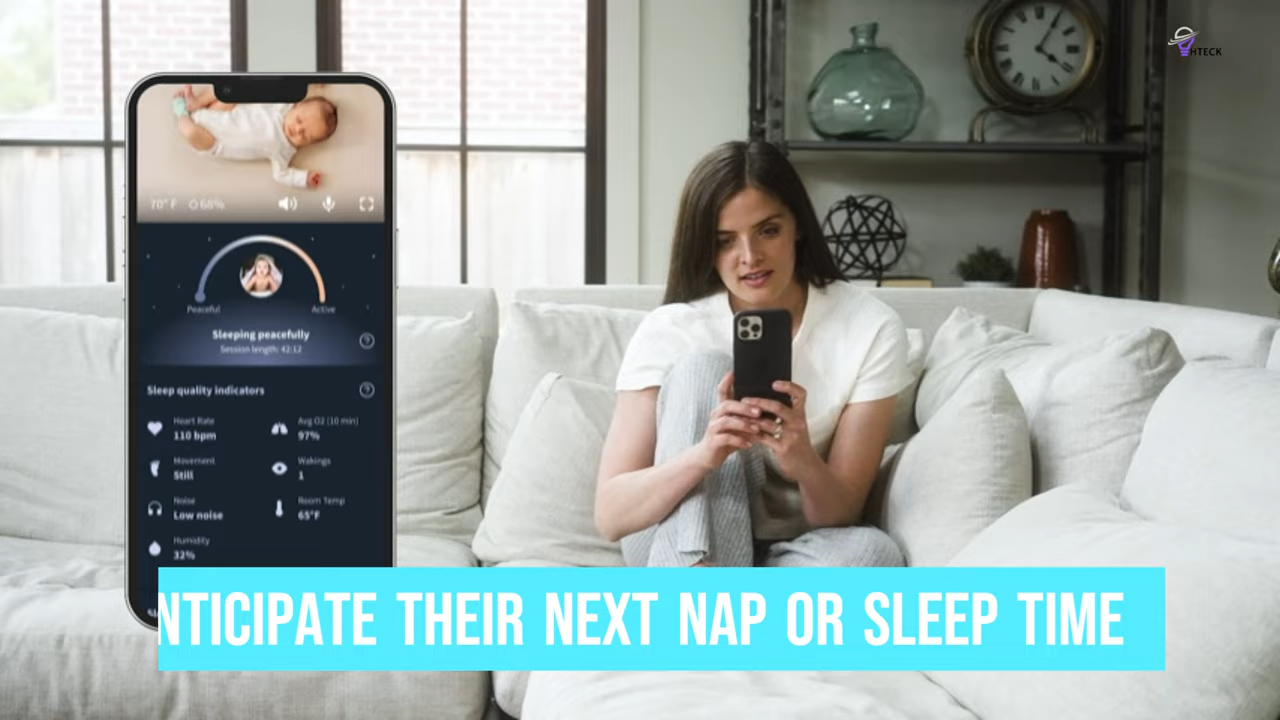 HTECK
70° F 68%
Peaceful Active
Sleeping peacefully
Session length: 42:12
Sleep quality indicators
Heart Rate
110 bpm
Avg O2 (10 min)
97%
Movement
Still
Wakings
1
Noise
Low noise
Room Temp
65°F
Humidity
32%
NTICIPATE THEIR NEXT NAP OR SLEEP TIME